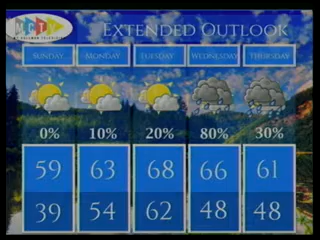 Extended Outlook
Sunday Monday Tuesday Wednesday Thursday
0% 10% 20% 80% 30%
59 63 68 66 61
39 54 62 48 48